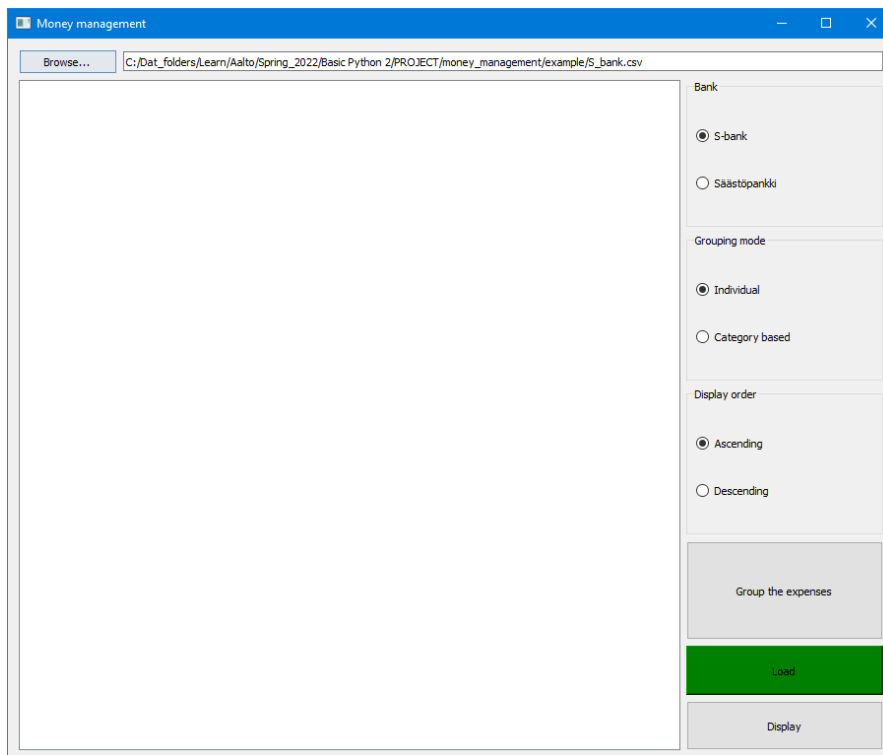 Money management
Browse...
C:/Dat_folders/Learn/Aalto/Spring_2022/Basic Python 2/PROJECT/money_management/example/S_bank.csv
Bank
S-bank
Säästöpankki
Grouping mode
Individual
Category based
Display order
Ascending
Descending
Group the expenses
Load
Display